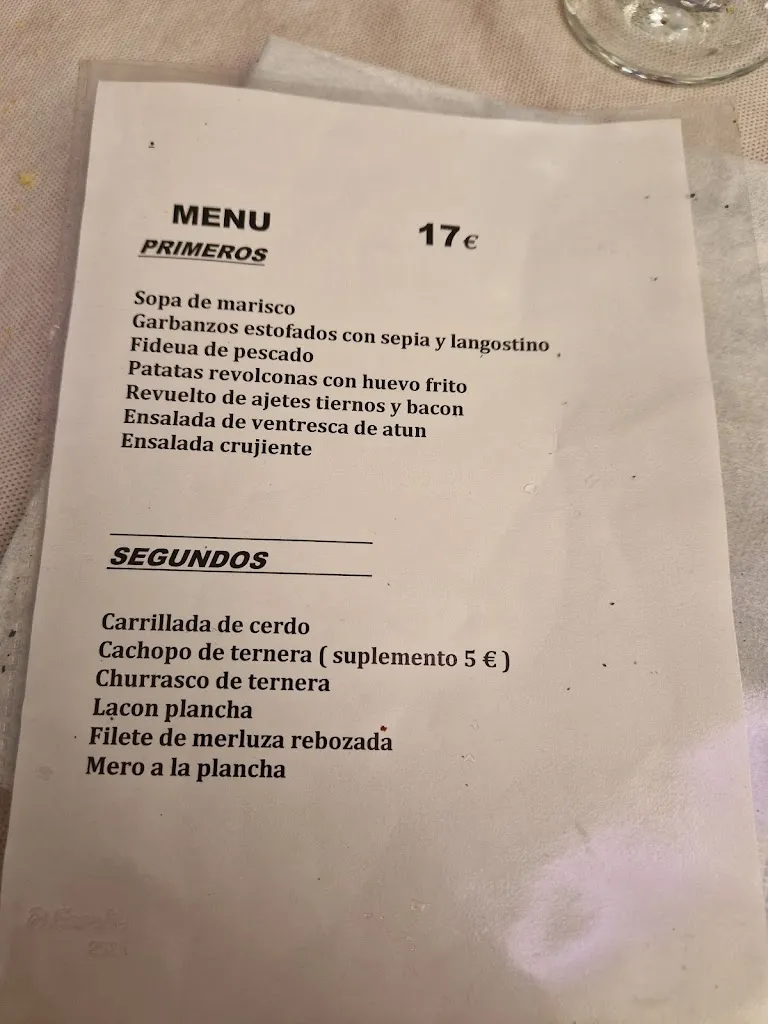 MENU 17€
PRIMEROS
Sopa de marisco
Garbanzos estofados con sepia y langostino
Fideua de pescado
Patatas revolconas con huevo frito
Revuelto de ajetes tiernos y bacon
Ensalada de ventresca de atun
Ensalada crujiente
SEGUNDOS
Carrillada de cerdo
Cachopo de ternera ( suplemento 5 € )
Churrasco de ternera
Lacon plancha
Filete de merluza rebozada
Mero a la plancha